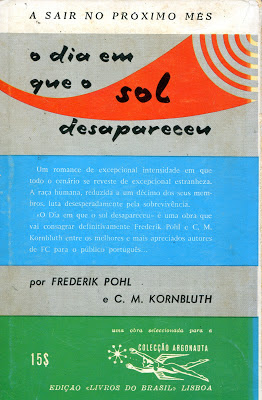 A SAIR NO PRÓXIMO MÊS
o dia em
que o sol
desapareceu
Um romance de excepcional intensidade em que
todo o cenário se reveste de excepcional estranheza.
A raça humana, reduzida a um décimo dos seus mem-
bros, luta desesperadamente pela sobrevivência.
«O Dia em que o sol desapareceu» é uma obra que
vai consagrar definitivamente Frederik Pohl e C. M.
Kornbluth entre os melhores e mais apreciados autores
de FC para o público português...
por FREDERIK POHL
e C. M. KORNBLUTH
uma obra seleccionada para a
COLECÇÃO ARGONAUTA
15$
EDIÇÃO «LIVROS DO BRASIL» LISBOA